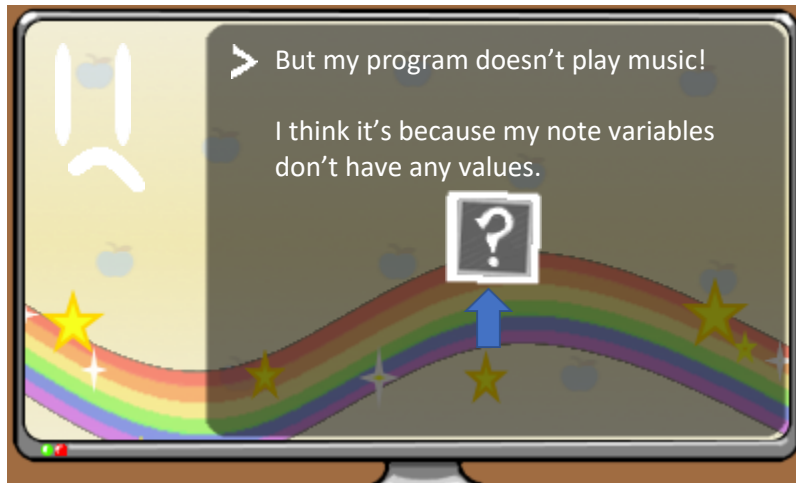 > But my program doesn’t play music!
I think it’s because my note variables
don’t have any values.
?